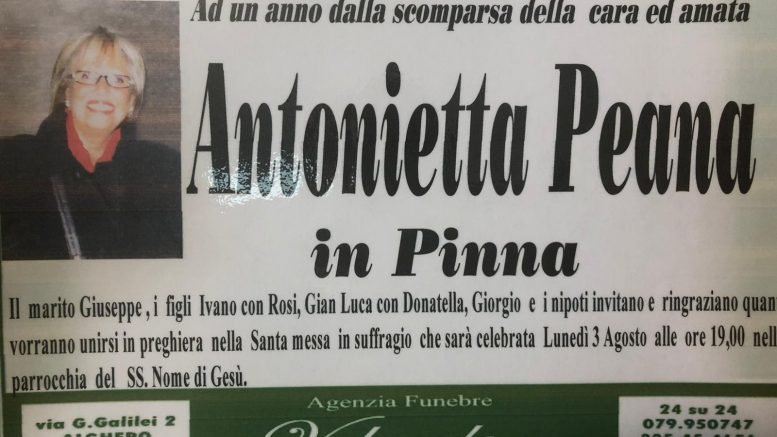 Ad un anno dalla scomparsa della cara ed amata
Antonietta Peana
in Pinna
Il marito Giuseppe, i figli Ivano con Rosi, Gian Luca con Donatella, Giorgio e i nipoti invitano e ringraziano quan
vorranno unirsi in preghiera nella Santa messa in suffragio che sarà celebrata Lunedì 3 Agosto alle ore 19,00 nell
parrocchia del SS. Nome di Gesù.
Agenzia Funebre
via G.Galilei 2
ALGHERO
24 su 24
079.950747